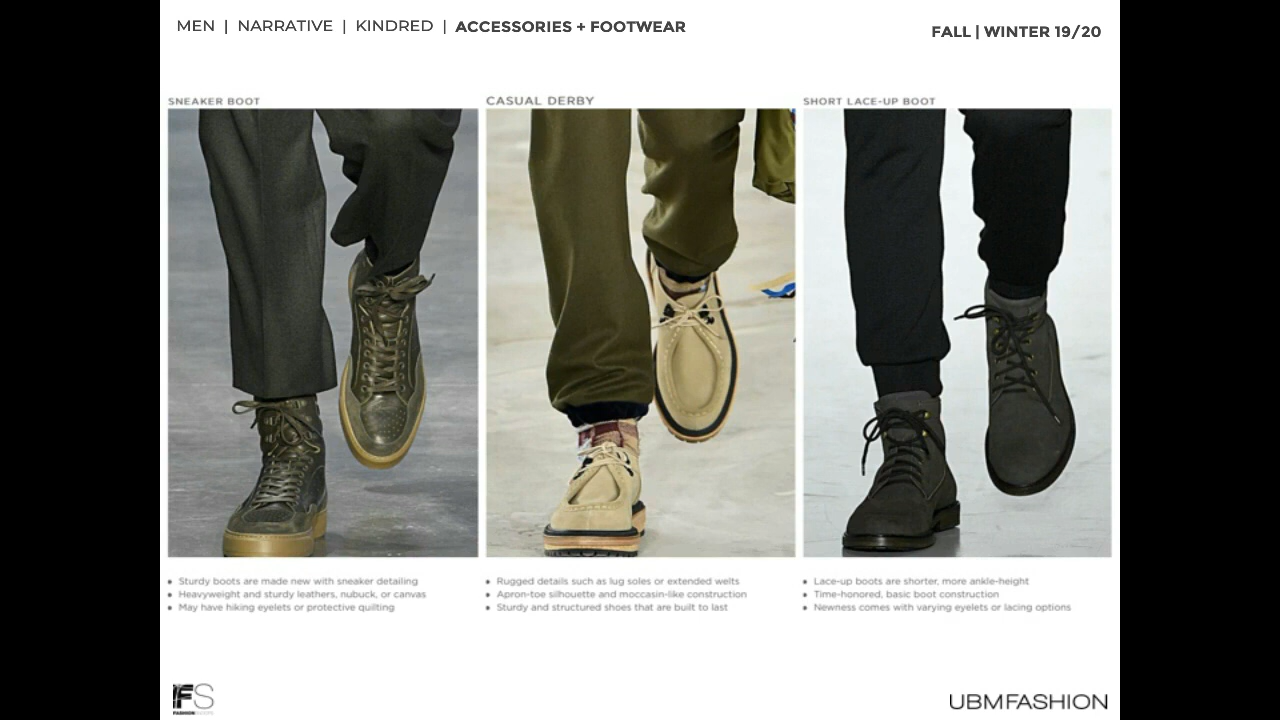 MEN | NARRATIVE | KINDRED | ACCESSORIES + FOOTWEAR
FALL | WINTER 19/20
SNEAKER BOOT
CASUAL DERBY
SHORT LACE-UP BOOT
• Sturdy boots are made new with sneaker detailing
• Heavyweight and sturdy leathers, nubuck, or canvas
• May have hiking eyelets or protective quilting
• Rugged details such as lug soles or extended welts
• Apron-toe silhouette and moccasin-like construction
• Sturdy and structured shoes that are built to last
• Lace-up boots are shorter, more ankle-height
• Time-honored, basic boot construction
• Newness comes with varying eyelets or lacing options
FS
FASHION
UBMFASHION